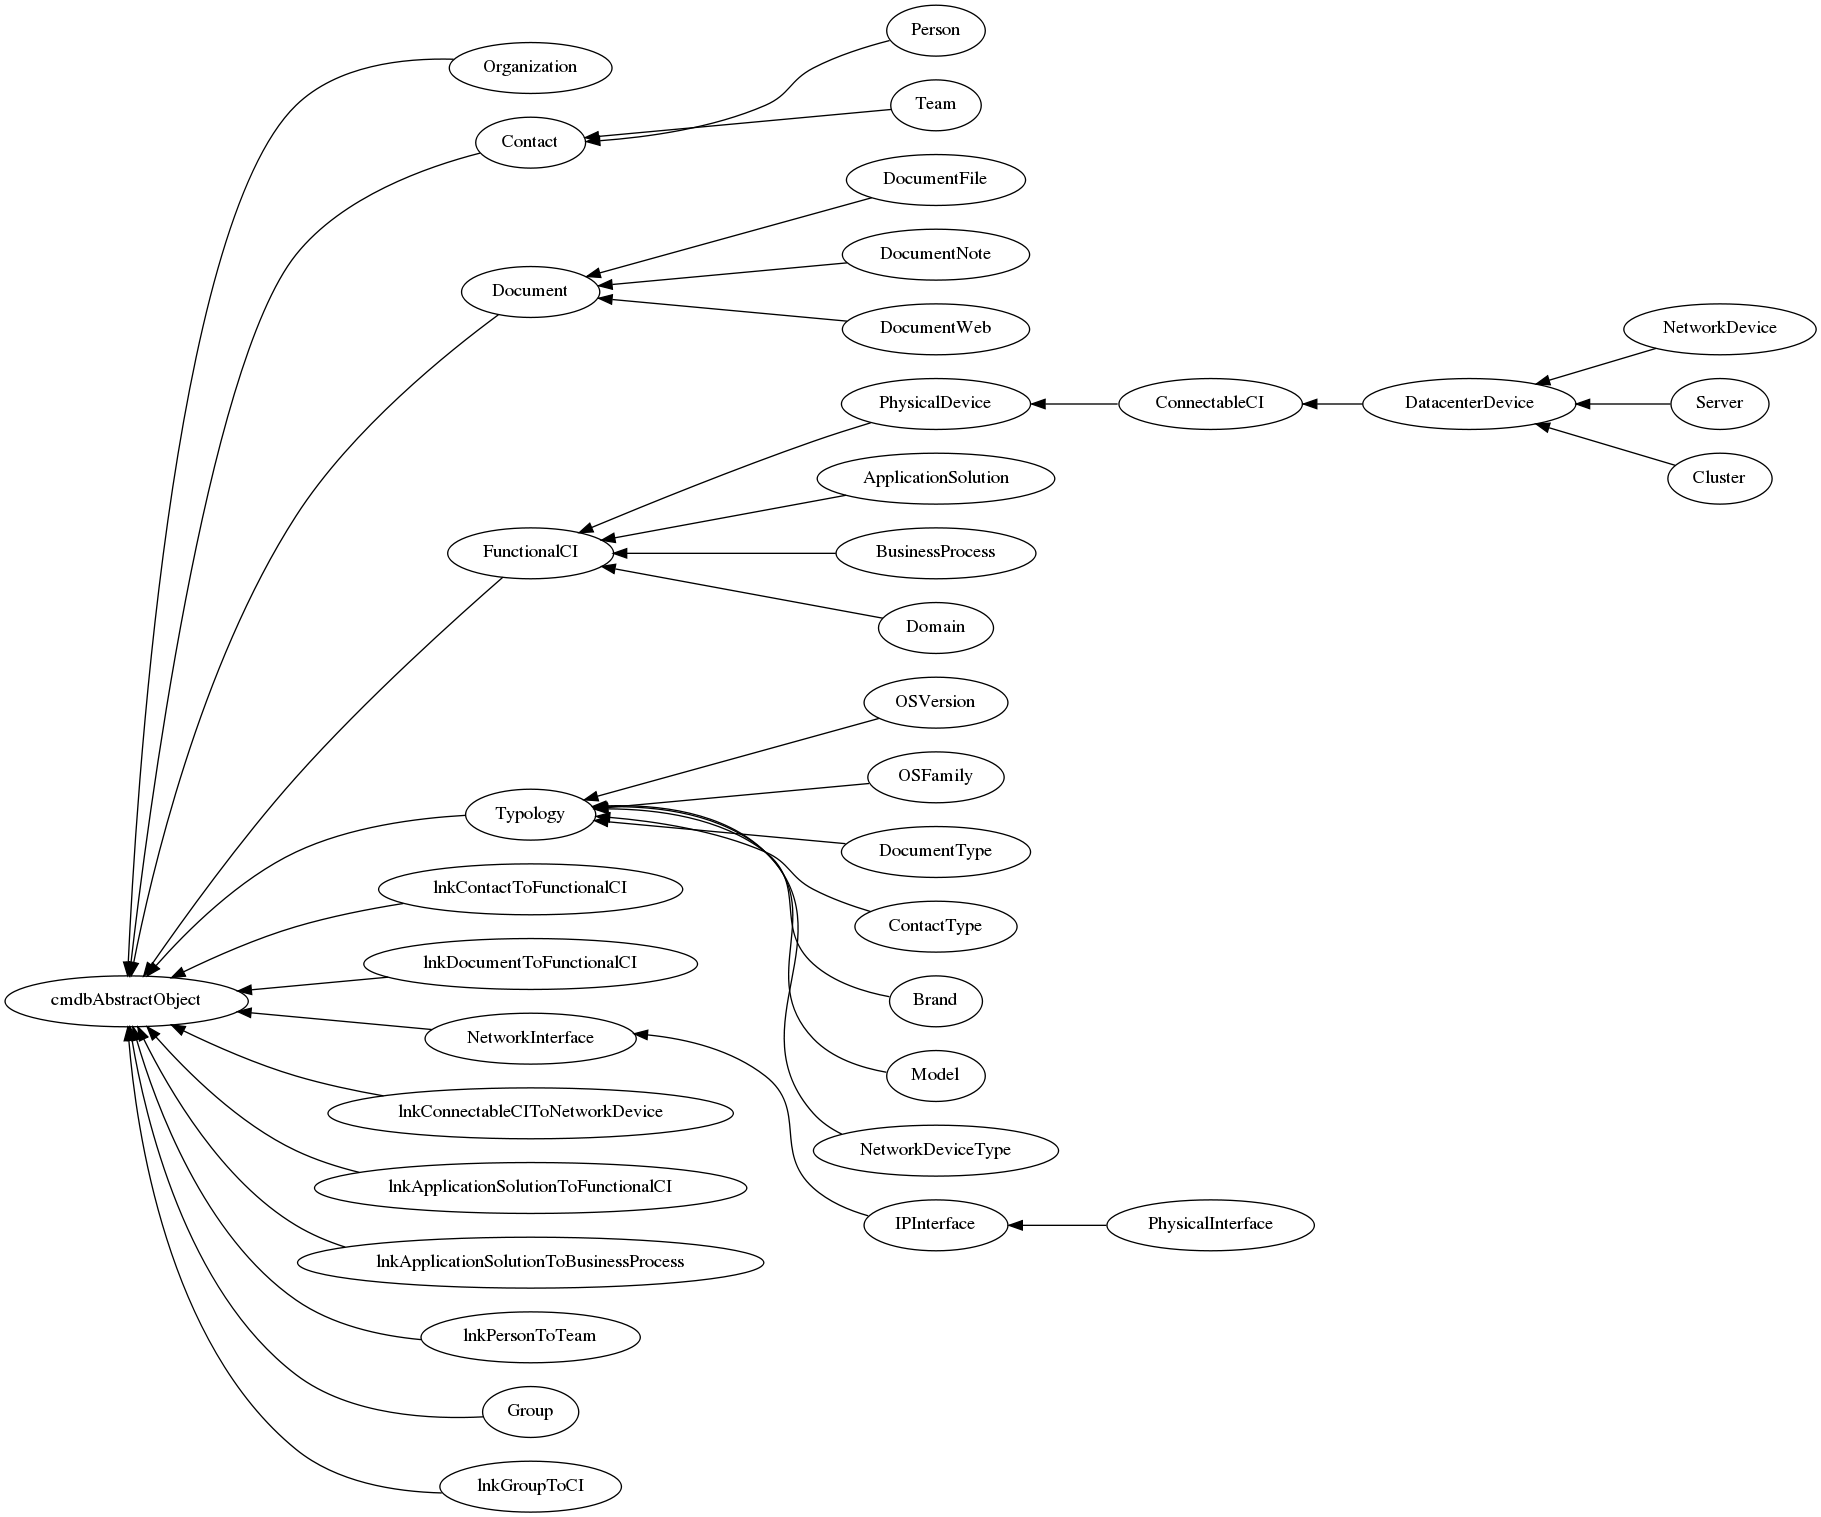 Person
Organization
Team
Contact
DocumentFile
DocumentNote
Document
DocumentWeb
NetworkDevice
PhysicalDevice
ConnectableCI
DatacenterDevice
Server
ApplicationSolution
Cluster
FunctionalCI
BusinessProcess
Domain
OSVersion
OSFamily
Typology
DocumentType
lnkContactToFunctionalCI
ContactType
lnkDocumentToFunctionalCI
cmdbAbstractObject
Brand
NetworkInterface
Model
lnkConnectableCIToNetworkDevice
NetworkDeviceType
lnkApplicationSolutionToFunctionalCI
IPInterface
PhysicalInterface
lnkApplicationSolutionToBusinessProcess
lnkPersonToTeam
Group
lnkGroupToCI